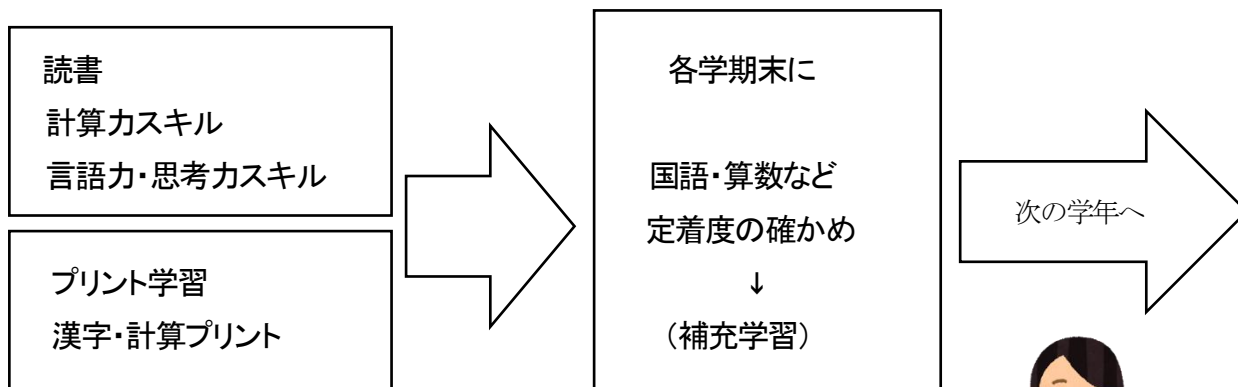 読書
計算力スキル
言語力・思考力スキル
プリント学習
漢字・計算プリント
各学期末に
国語・算数など
定着度の確かめ
↓
（補充学習）
次の学年へ